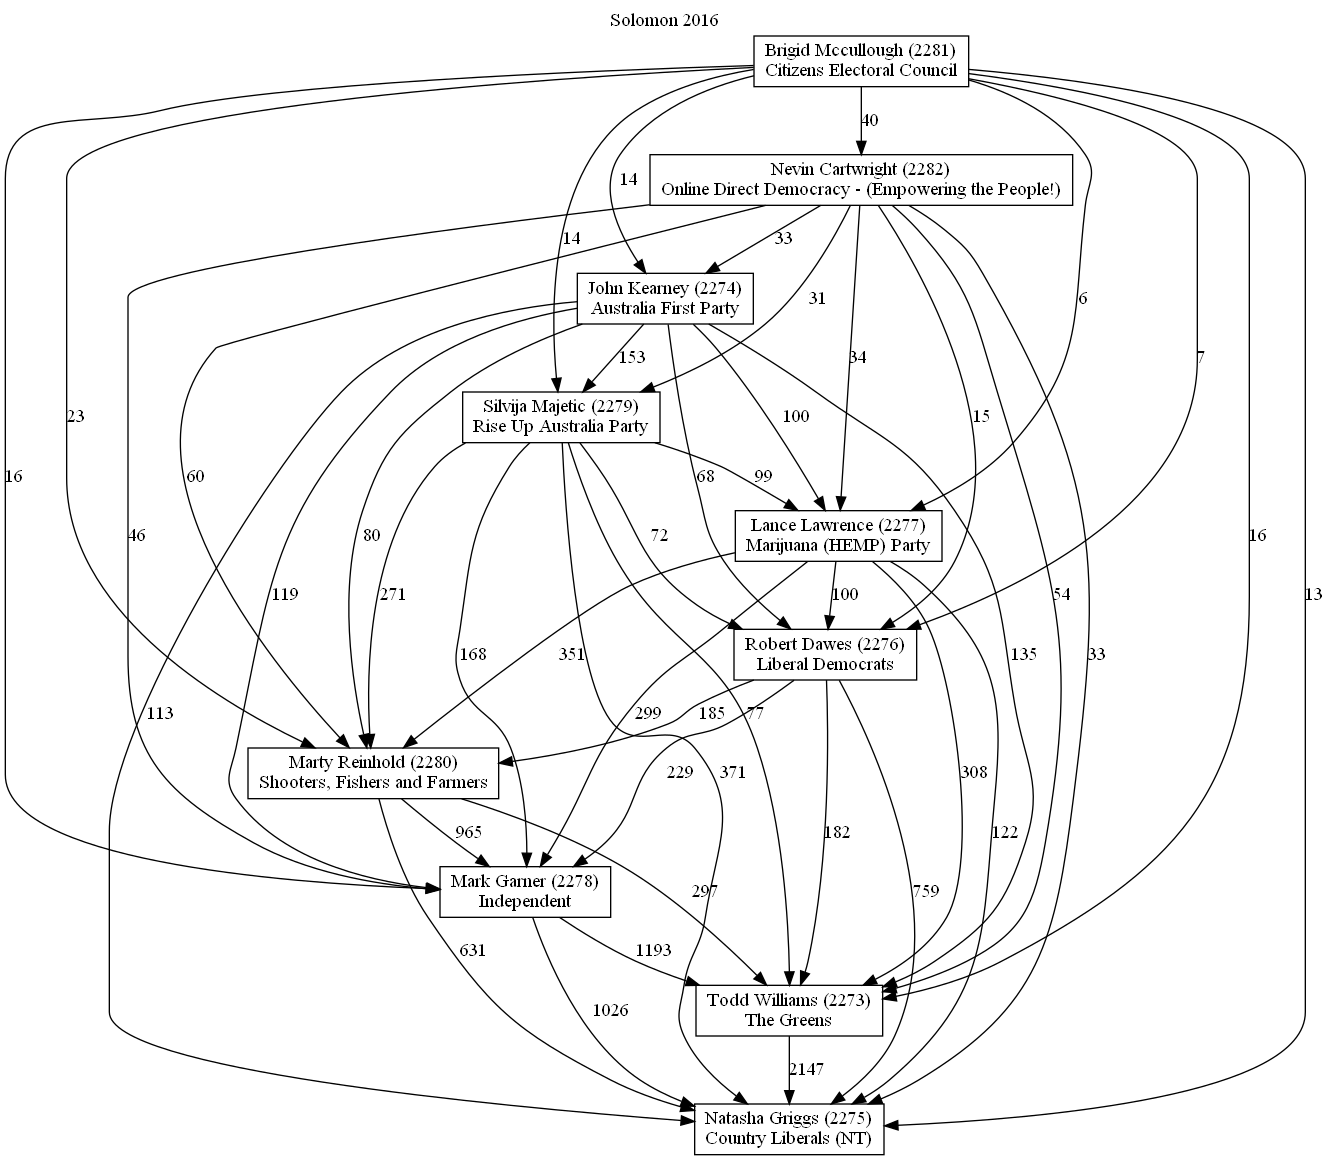 Solomon 2016
Brigid Mccullough (2281)
Citizens Electoral Council
40
Nevin Cartwright (2282)
Online Direct Democracy - (Empowering the People!)
14
14
33
John Kearney (2274)
Australia First Party
31
6
153
34
7
Silvija Majetic (2279)
Rise Up Australia Party
23
100
15
16
60
68
99
Lance Lawrence (2277)
Marijuana (HEMP) Party
46
80
72
16
119
271
100
54
13
Robert Dawes (2276)
Liberal Democrats
168
351
135
33
113
299
185
77
Marty Reinhold (2280)
Shooters, Fishers and Farmers
229
371
308
965
182
122
Mark Garner (2278)
Independent
297
759
631
1193
Todd Williams (2273)
The Greens
1026
2147
Natasha Griggs (2275)
Country Liberals (NT)